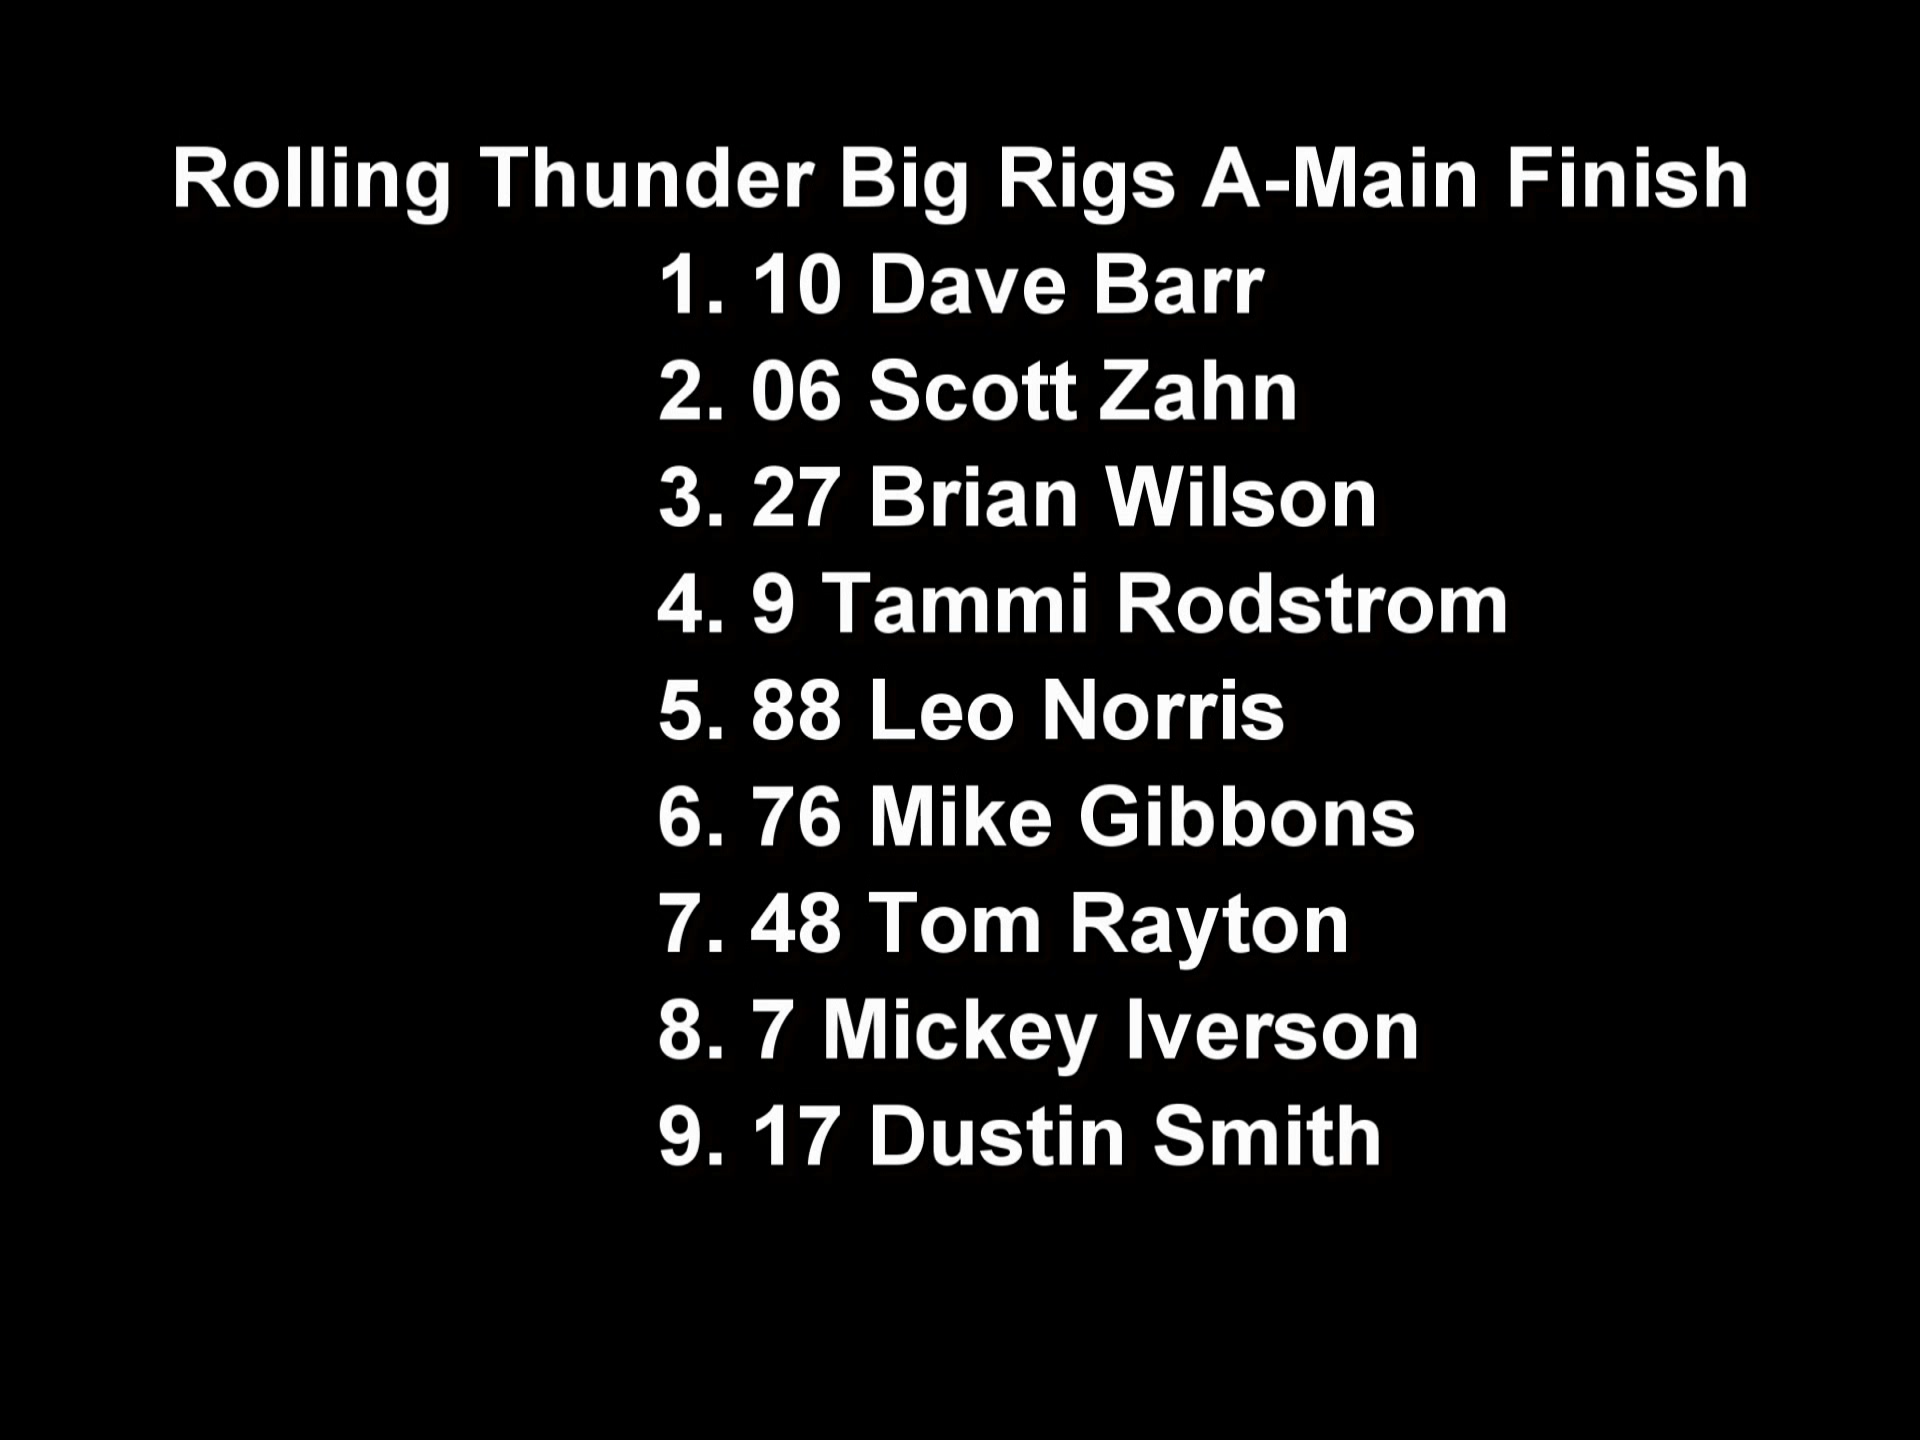 Rolling Thunder Big Rigs A-Main Finish
1. 10 Dave Barr
2. 06 Scott Zahn
3. 27 Brian Wilson
4. 9 Tammi Rodstrom
5. 88 Leo Norris
6. 76 Mike Gibbons
7. 48 Tom Rayton
8. 7 Mickey Iverson
9. 17 Dustin Smith